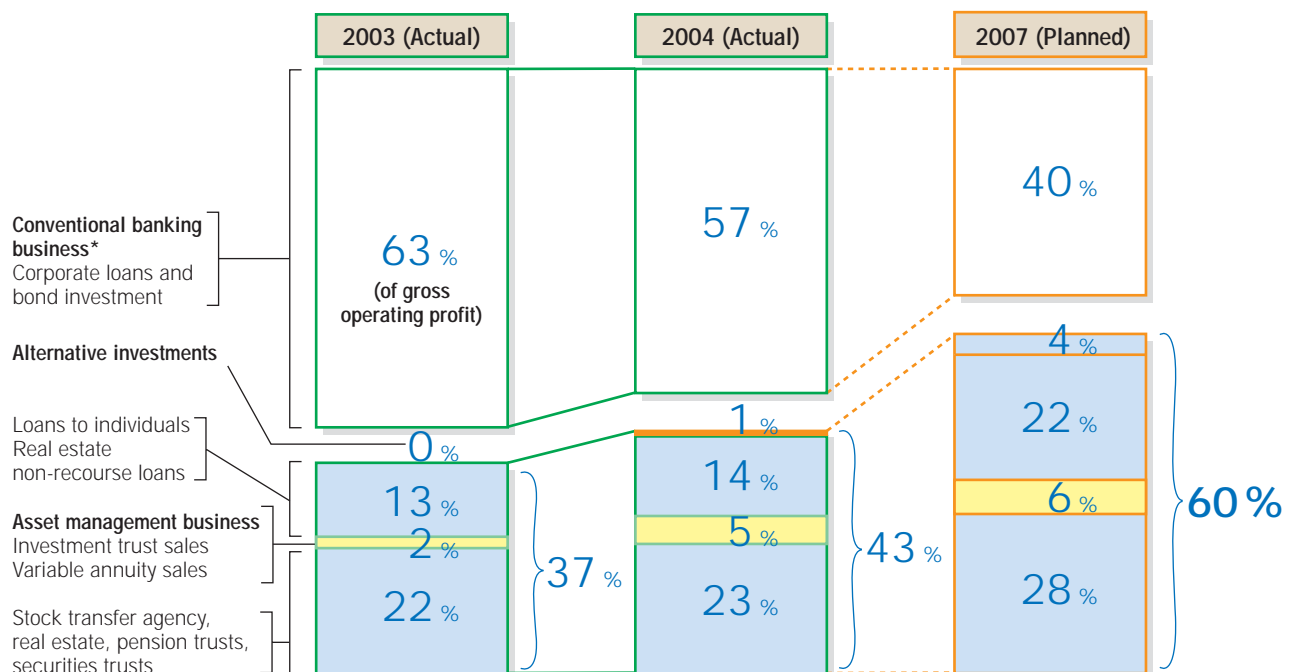 2003 (Actual)
2004 (Actual)
2007 (Planned)
Conventional banking
business*
Corporate loans and
bond investment
63 %
(of gross
operating profit)
57 %
40 %
Alternative investments
0 %
1 %
4 %
Loans to individuals
Real estate
non-recourse loans
13 %
14 %
22 %
Asset management business
Investment trust sales
Variable annuity sales
2 %
5 %
6 %
Stock transfer agency,
real estate, pension trusts,
securities trusts
22 %
23 %
28 %
37 %
43 %
60 %